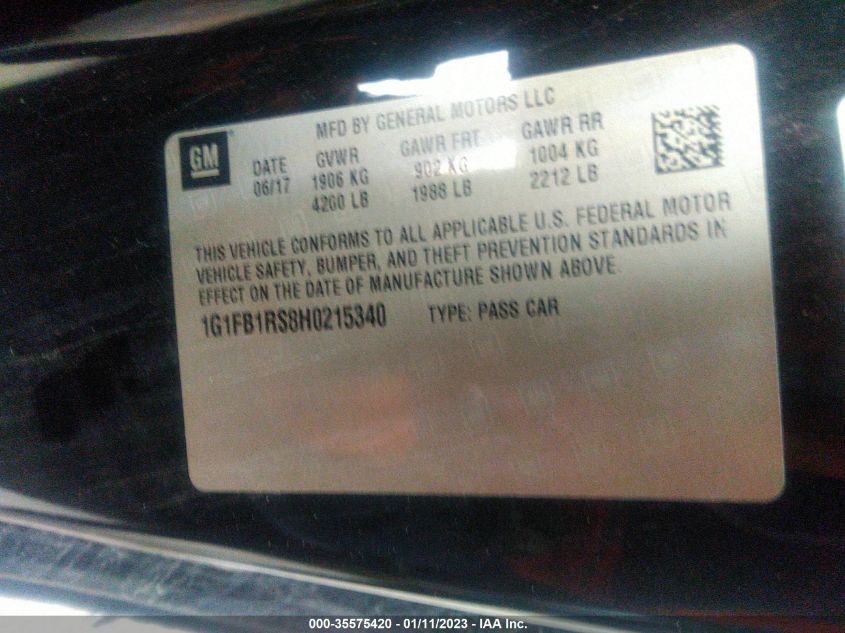 MFD BY GENERAL MOTORS LLC
GM
DATE GVWR GAWR FRT GAWR RR
06/17 1906 KG 902 KG 1004 KG
4200 LB 1988 LB 2212 LB
THIS VEHICLE CONFORMS TO ALL APPLICABLE U.S. FEDERAL MOTOR
VEHICLE SAFETY, BUMPER, AND THEFT PREVENTION STANDARDS IN
EFFECT ON THE DATE OF MANUFACTURE SHOWN ABOVE.
1G1FB1RS8H0215340 TYPE: PASS CAR
000-35575420 - 01/11/2023 - IAA Inc.